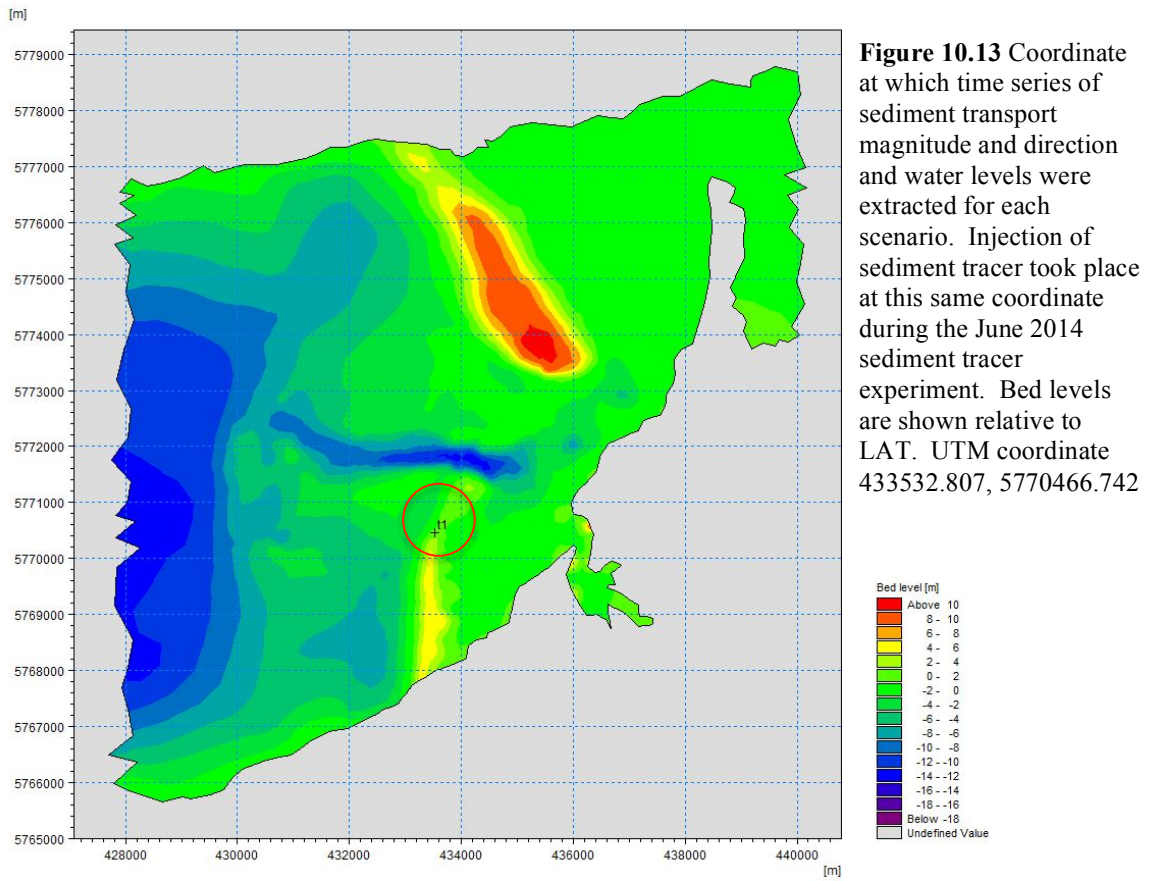 [m]
5779000
5778000
5777000
5776000
5775000
5774000
5773000
5772000
5771000
5770000
5769000
5768000
5767000
5766000
5765000
t1
428000 430000 432000 434000 436000 438000 440000
[m]
Figure 10.13 Coordinate
at which time series of
sediment transport
magnitude and direction
and water levels were
extracted for each
scenario. Injection of
sediment tracer took place
at this same coordinate
during the June 2014
sediment tracer
experiment. Bed levels
are shown relative to
LAT. UTM coordinate
433532.807, 5770466.742
Bed level [m]
Above 10
8 - 10
6 - 8
4 - 6
2 - 4
0 - 2
-2 - 0
-4 - -2
-6 - -4
-8 - -6
-10 - -8
-12 - -10
-14 - -12
-16 - -14
-18 - -16
Below -18
Undefined Value